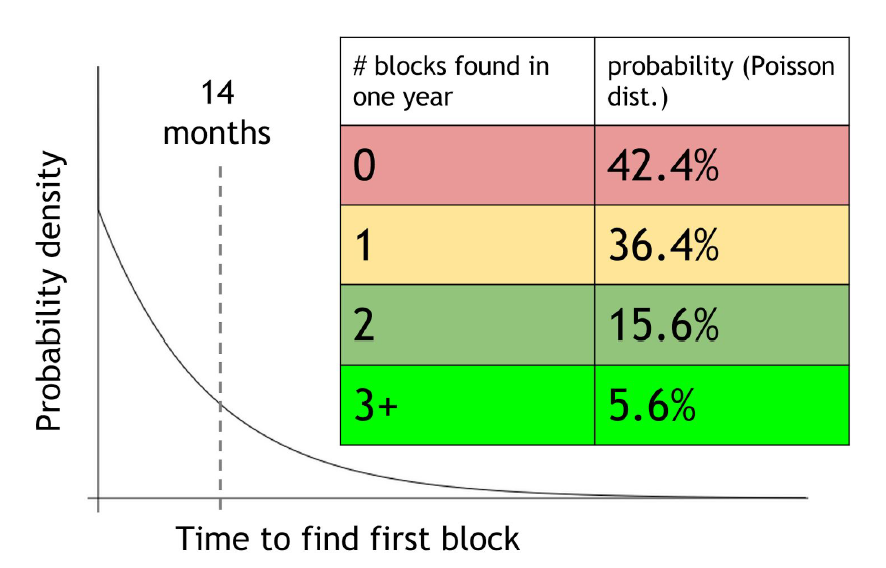 14
months
Probability density
Time to find first block
# blocks found in
one year
probability (Poisson
dist.)
0
42.4%
1
36.4%
2
15.6%
3+
5.6%